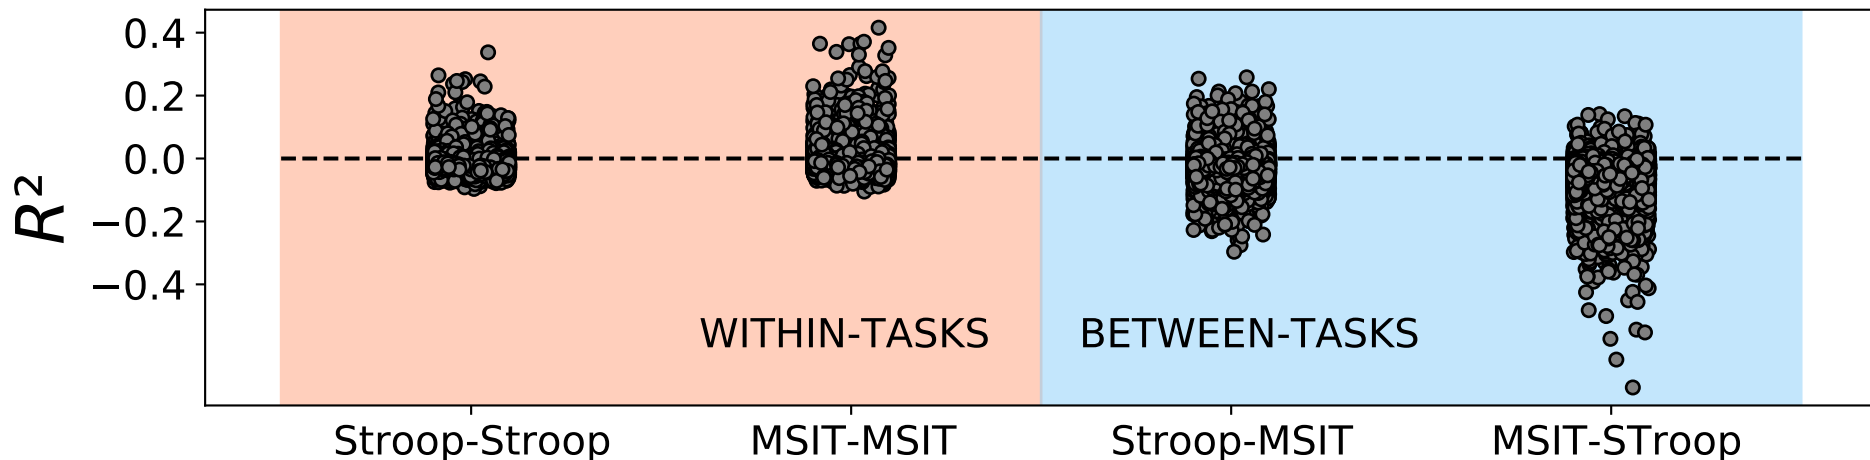 0.4
0.2
0.0
−0.2
−0.4
R²
WITHIN-TASKS
BETWEEN-TASKS
Stroop-Stroop
MSIT-MSIT
Stroop-MSIT
MSIT-STroop